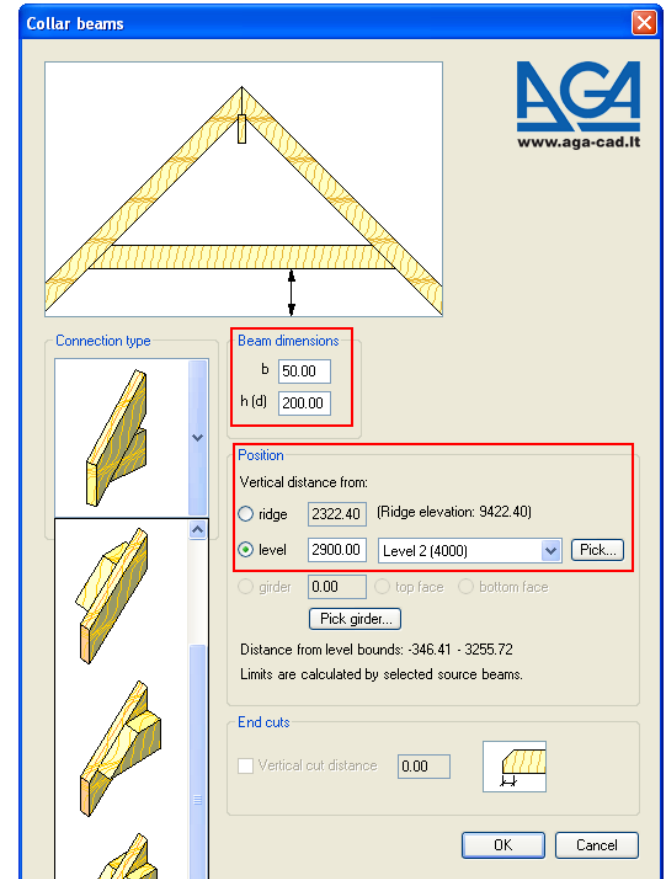 Collar beams
AGA
www.aga-cad.lt
Connection type
Beam dimensions
b 50.00
h (d) 200.00
Position
Vertical distance from:
ridge 2322.40 (Ridge elevation: 9422.40)
level 2900.00 Level 2 (4000) Pick...
girder 0.00 top face bottom face
Pick girder...
Distance from level bounds: -346.41 - 3255.72
Limits are calculated by selected source beams.
End cuts
Vertical cut distance 0.00
OK Cancel